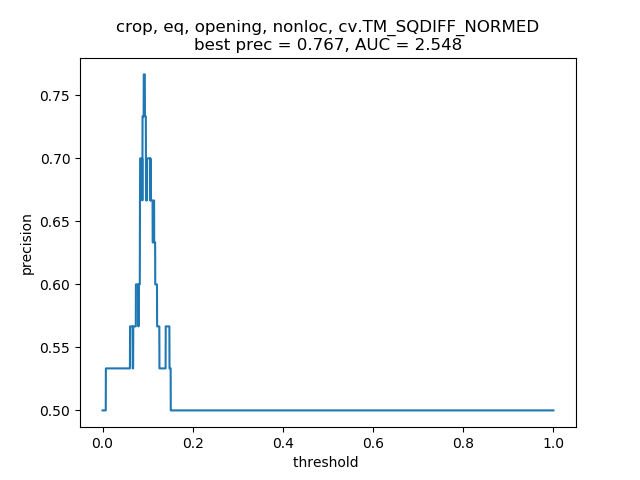 crop, eq, opening, nonloc, cv.TM_SQDIFF_NORMED
best prec = 0.767, AUC = 2.548
0.75
0.70
0.65
0.60
0.55
0.50
precision
0.0 0.2 0.4 0.6 0.8 1.0
threshold